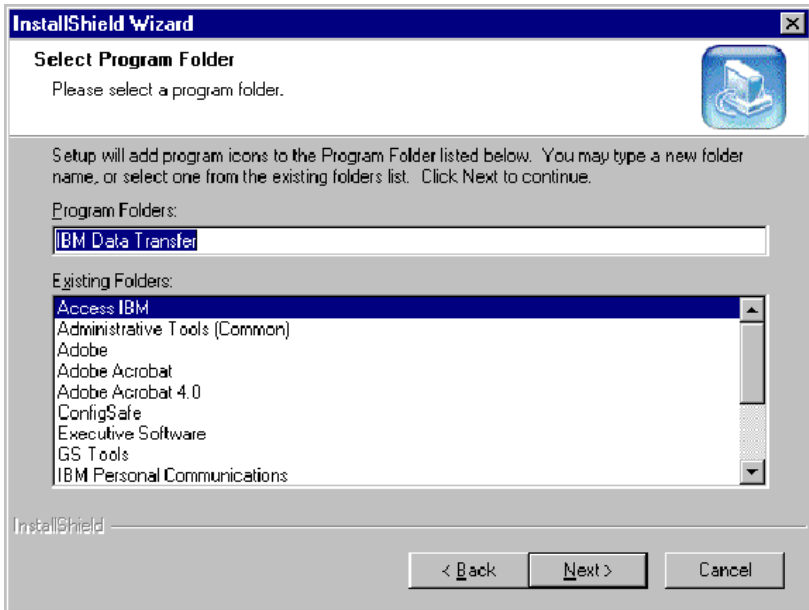 InstallShield Wizard
Select Program Folder
Please select a program folder.
Setup will add program icons to the Program Folder listed below. You may type a new folder
name, or select one from the existing folders list. Click Next to continue.
Program Folders:
IBM Data Transfer
Existing Folders:
Access IBM
Administrative Tools (Common)
Adobe
Adobe Acrobat
Adobe Acrobat 4.0
ConfigSafe
Executive Software
GS Tools
IBM Personal Communications
InstallShield
< Back
Next >
Cancel